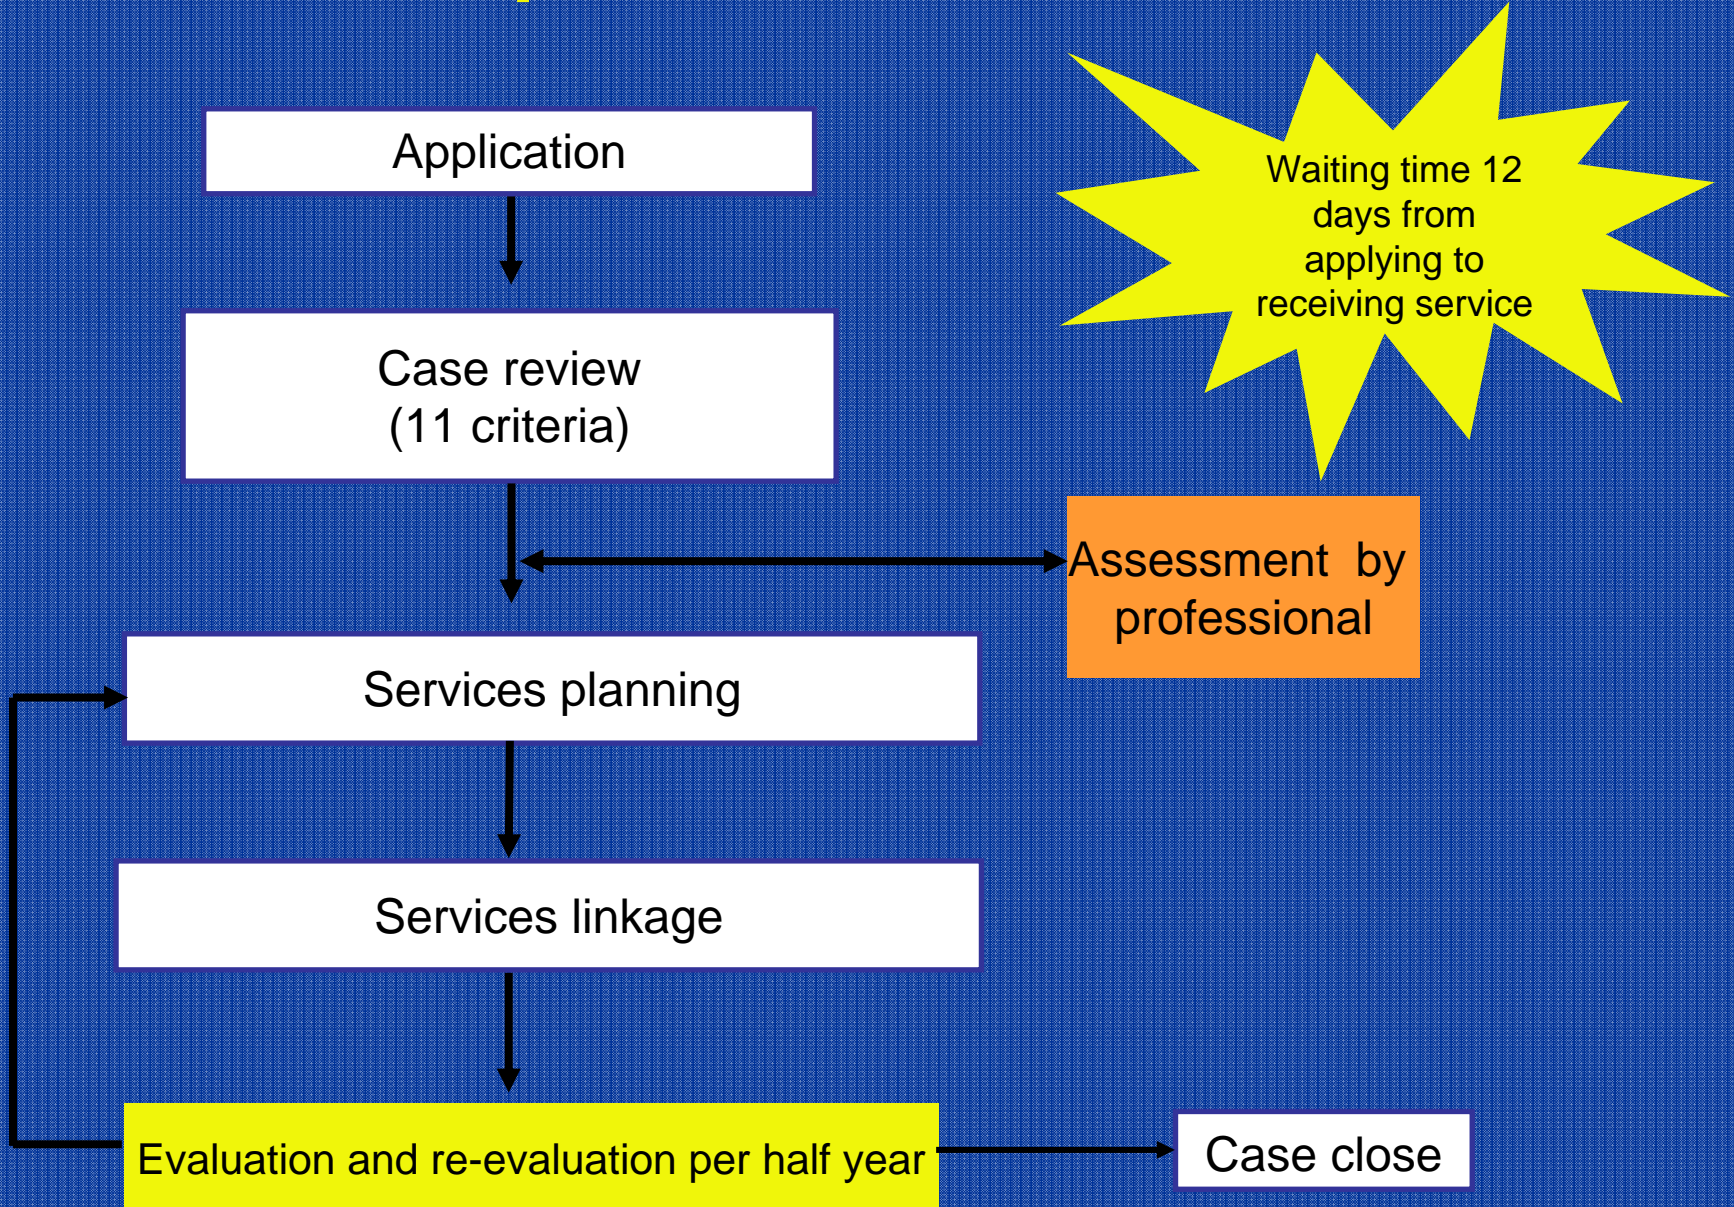 Application
Waiting time 12
days from
applying to
receiving service
Case review
(11 criteria)
Assessment by
professional
Services planning
Services linkage
Evaluation and re-evaluation per half year
Case close